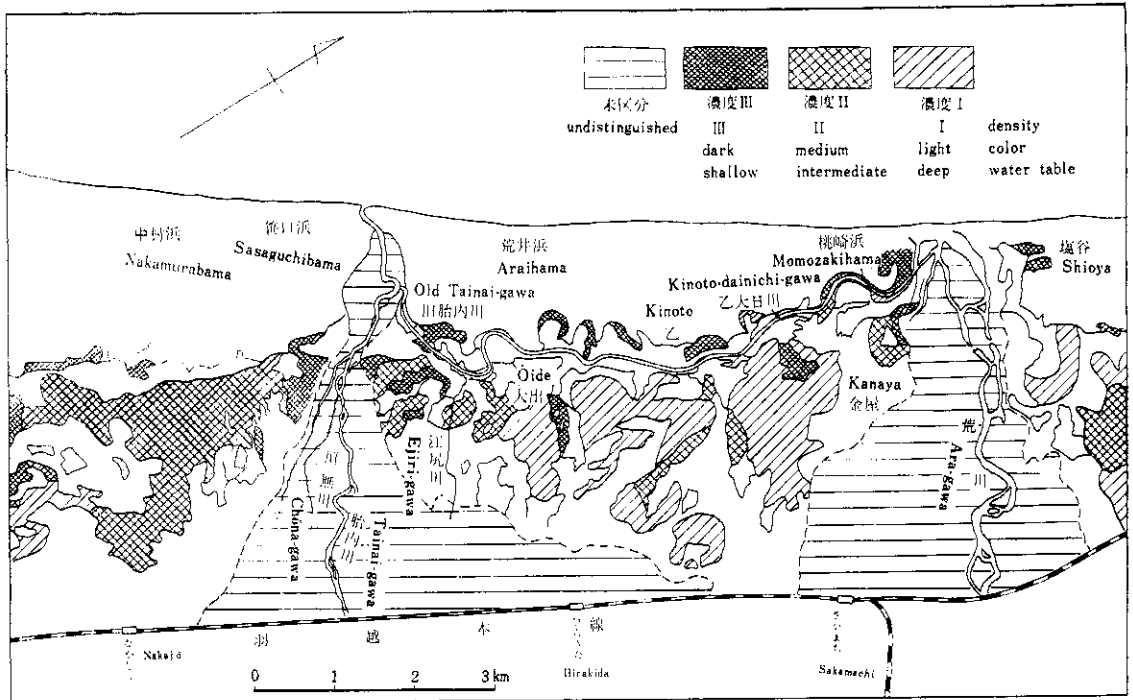 未区分 濃度III 濃度II 濃度I
undistinguished III II I density
dark medium light color
shallow intermediate deep water table
中村浜
Nakamurabama
笹口浜
Sasaguchibama
荒井浜
Araihama
桃崎浜
Momozakihama
塩谷
Shioya
Old Tainai-gawa
旧胎内川
Kinoto
乙
Kinoto-dainichi-gawa
乙大日川
Ōide
大出
Kanaya
金屋
江尻川
Ejiri-gawa
Chōna-gawa
胎内川
Tainai-gawa
荒川
Ara-gawa
羽越本線
Nakajō
Hirakida
Sakamachi
0 1 2 3 km